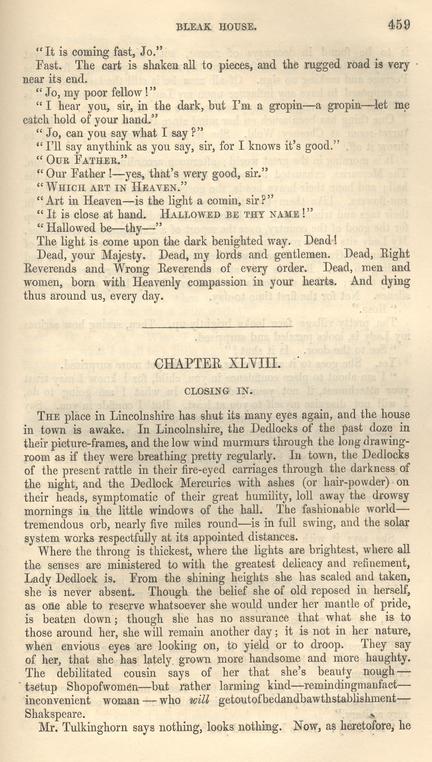 BLEAK HOUSE. 459
"It is coming fast, Jo."
Fast. The cart is shaken all to pieces, and the rugged road is very
near its end.
"Jo, my poor fellow!"
"I hear you, sir, in the dark, but I'm a gropin—a gropin—let me
catch hold of your hand."
"Jo, can you say what I say?"
"I'll say anythink as you say, sir, for I knows it's good."
"OUR FATHER."
"Our Father!—yes, that's wery good, sir."
"WHICH ART IN HEAVEN."
"Art in Heaven—is the light a comin, sir?"
"It is close at hand. HALLOWED BE THY NAME!"
"Hallowed be—thy—"
The light is come upon the dark benighted way. Dead!
Dead, your Majesty. Dead, my lords and gentlemen. Dead, Right
Reverends and Wrong Reverends of every order. Dead, men and
women, born with Heavenly compassion in your hearts. And dying
thus around us, every day.
CHAPTER XLVIII.
CLOSING IN.
THE place in Lincolnshire has shut its many eyes again, and the house
in town is awake. In Lincolnshire, the Dedlocks of the past doze in
their picture-frames, and the low wind murmurs through the long drawing-
room as if they were breathing pretty regularly. In town, the Dedlocks
of the present rattle in their fire-eyed carriages through the darkness of
the night, and the Dedlock Mercuries with ashes (or hair-powder) on
their heads, symptomatic of their great humility, loll away the drowsy
mornings in the little windows of the hall. The fashionable world—
tremendous orb, nearly five miles round—is in full swing, and the solar
system works respectfully at its appointed distances.
Where the throng is thickest, where the lights are brightest, where all
the senses are ministered to with the greatest delicacy and refinement,
Lady Dedlock is. From the shining heights she has scaled and taken,
she is never absent. Though the belief she of old reposed in herself,
as one able to reserve whatsoever she would under her mantle of pride,
is beaten down; though she has no assurance that what she is to
those around her, she will remain another day; it is not in her nature,
when envious eyes are looking on, to yield or to droop. They say
of her, that she has lately grown more handsome and more haughty.
The debilitated cousin says of her that she's beauty nough—
tsetup Shopofwomen—but rather larming kind—remindingmanfact—
inconvenient woman—who will getoutofbedandbawthstablishment—
Shakspeare.
Mr. Tulkinghorn says nothing, looks nothing. Now, as heretofore, he